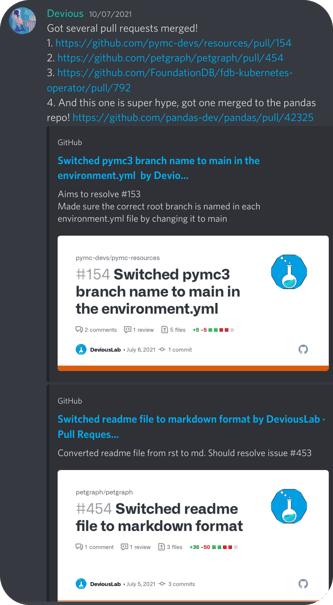 Devious 10/07/2021
Got several pull requests merged!
1. https://github.com/pymc-devs/resources/pull/154
2. https://github.com/petgraph/petgraph/pull/454
3. https://github.com/FoundationDB/fdb-kubernetes-
operator/pull/792
4. And this one is super hype, got one merged to the pandas
repo! https://github.com/pandas-dev/pandas/pull/42325
GitHub
Switched pymc3 branch name to main in the
environment.yml by Devio...
Aims to resolve #153
Made sure the correct root branch is named in each
environment.yml file by changing it to main
pymc-devs/pymc-resources
#154 Switched pymc3
branch name to main in
the environment.yml
2 comments 1 review 5 files +5 -5
DeviousLab • July 6, 2021 1 commit
GitHub
Switched readme file to markdown format by DeviousLab ·
Pull Reques...
Converted readme file from rst to md. Should resolve issue #453
petgraph/petgraph
#454 Switched readme
file to markdown format
1 comment 1 review 3 files +36 -50
DeviousLab • July 5, 2021 3 commits